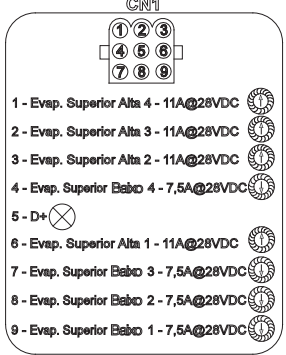 CN1
1 2 3
4 5 6
7 8 9
1 - Evap. Superior Alta 4 - 11A@28VDC
2 - Evap. Superior Alta 3 - 11A@28VDC
3 - Evap. Superior Alta 2 - 11A@28VDC
4 - Evap. Superior Baixo 4 - 7,5A@28VDC
5 - D+
6 - Evap. Superior Alta 1 - 11A@28VDC
7 - Evap. Superior Baixo 3 - 7,5A@28VDC
8 - Evap. Superior Baixo 2 - 7,5A@28VDC
9 - Evap. Superior Baixo 1 - 7,5A@28VDC